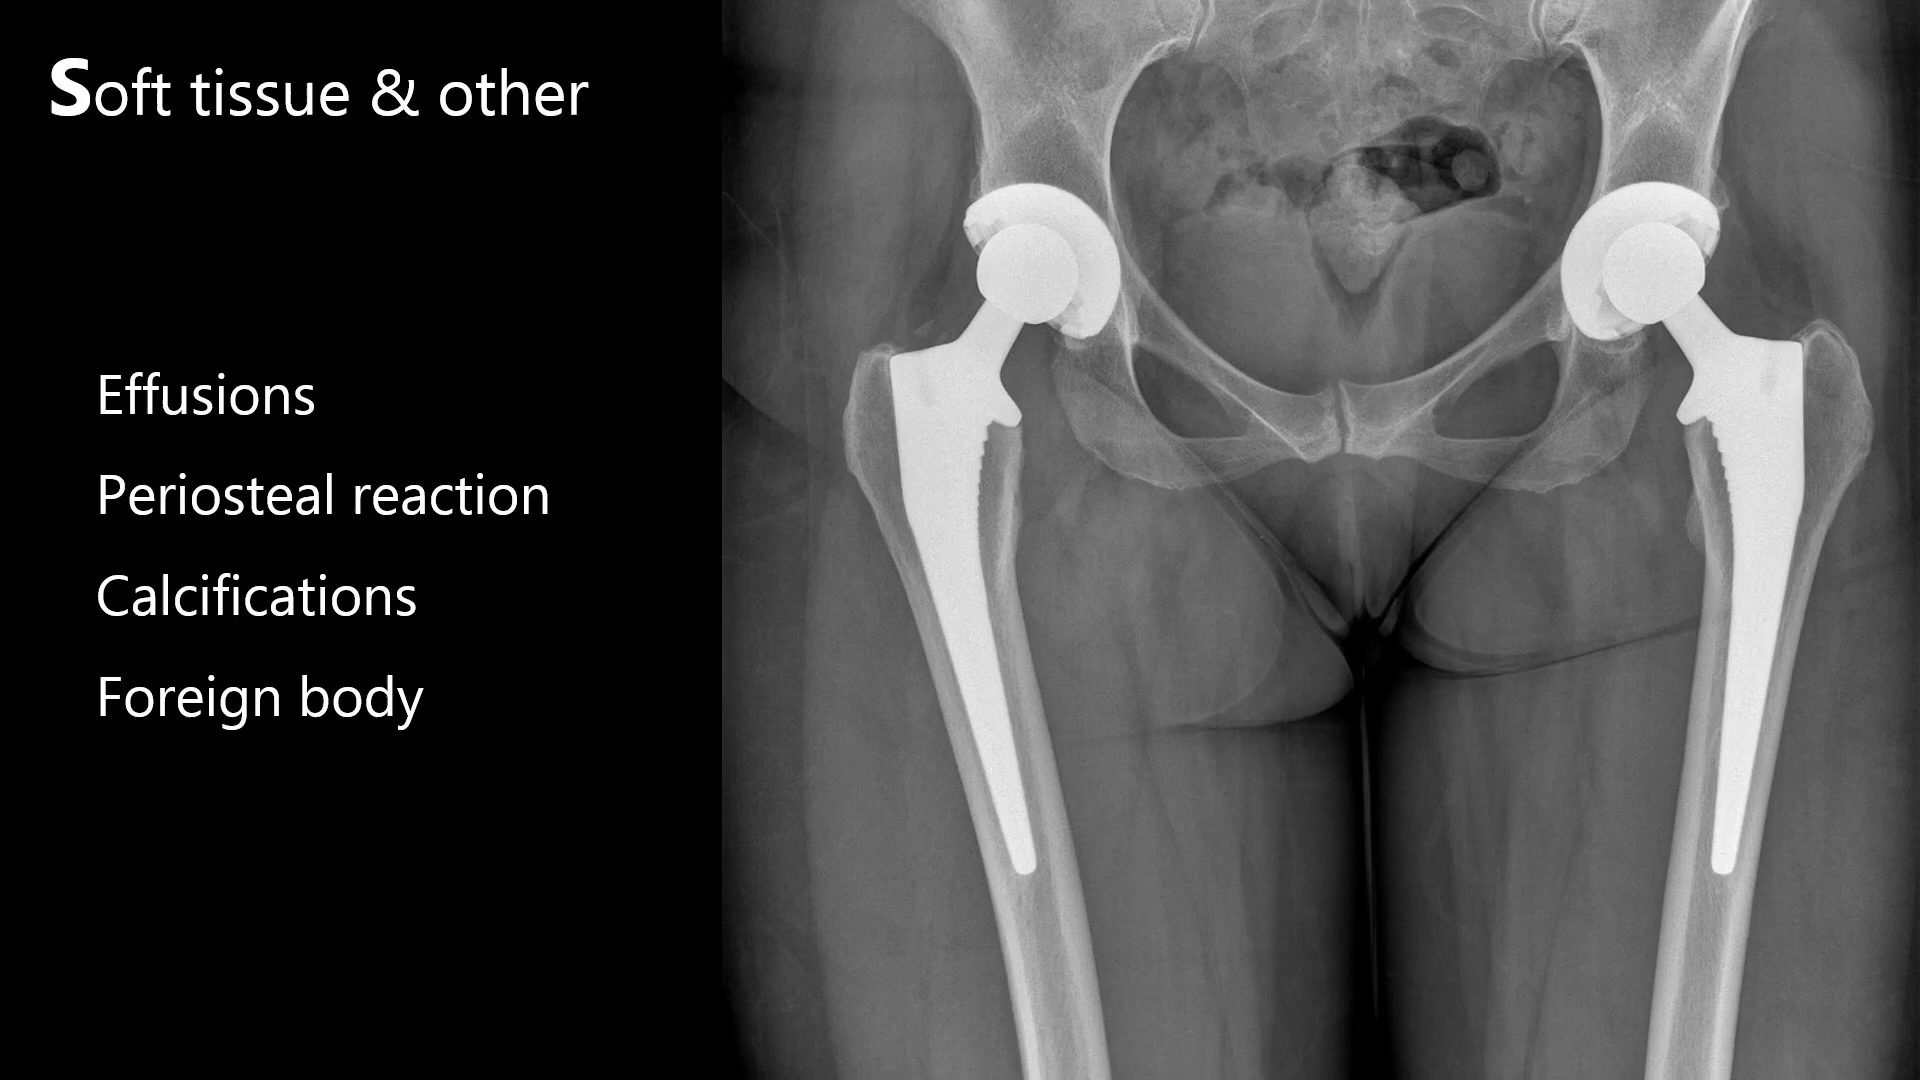 Soft tissue & other
Effusions
Periosteal reaction
Calcifications
Foreign body